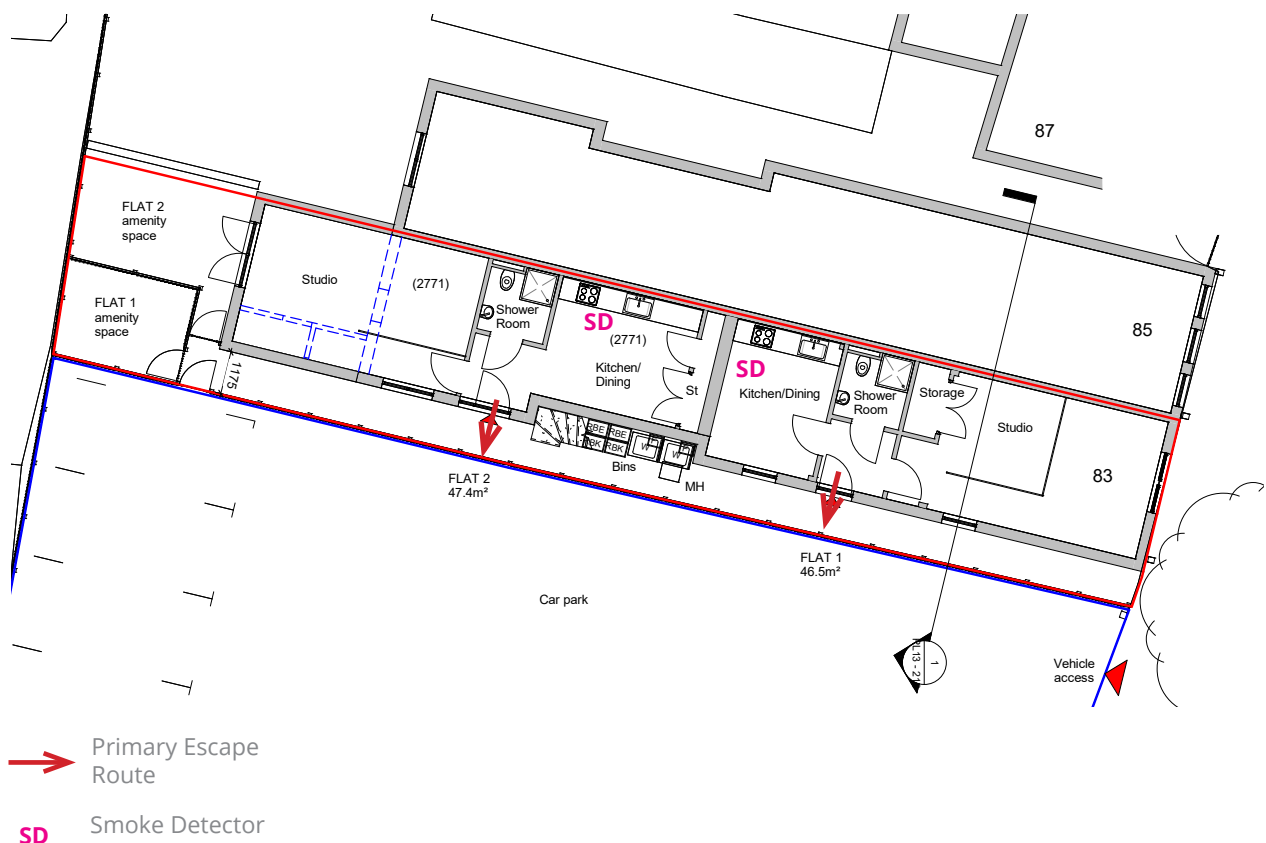 87
FLAT 2
amenity
space
Studio
(2771)
FLAT 1
amenity
space
Shower
Room
SD
(2771)
Kitchen/
Dining
85
1175
SD
St
Kitchen/Dining
Shower
Room
Storage
Studio
RBE
RBE
RBK
RBK
W
W
Bins
MH
83
FLAT 2
47.4m²
FLAT 1
46.5m²
Car park
1
Vehicle
access
Primary Escape
Route
SD
Smoke Detector